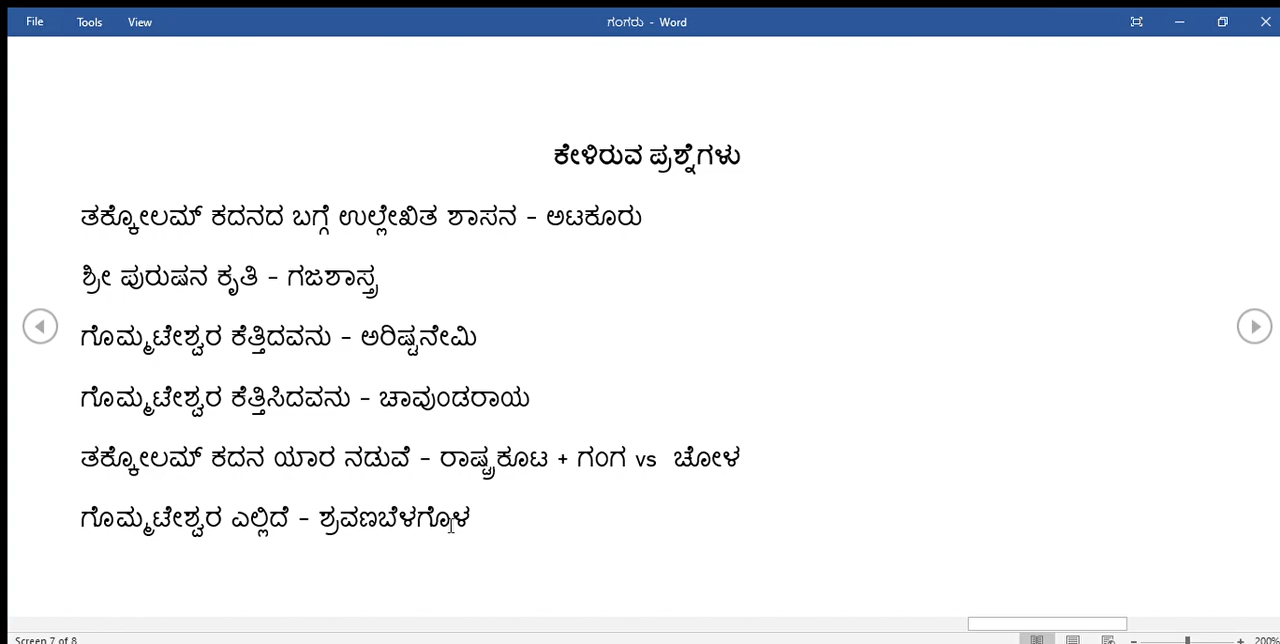 File Tools View ಗಂಗರು - Word
ಕೇಳಿರುವ ಪ್ರಶ್ನೆಗಳು
ತಕ್ಕೋಲಮ್ ಕದನದ ಬಗ್ಗೆ ಉಲ್ಲೇಖಿತ ಶಾಸನ - ಅಟಕೂರು
ಶ್ರೀ ಪುರುಷನ ಕೃತಿ - ಗಜಶಾಸ್ತ್ರ
ಗೊಮ್ಮಟೇಶ್ವರ ಕೆತ್ತಿದವನು - ಅರಿಷ್ಟನೇಮಿ
ಗೊಮ್ಮಟೇಶ್ವರ ಕೆತ್ತಿಸಿದವನು - ಚಾವುಂಡರಾಯ
ತಕ್ಕೋಲಮ್ ಕದನ ಯಾರ ನಡುವೆ - ರಾಷ್ಟ್ರಕೂಟ + ಗಂಗ vs ಚೋಳ
ಗೊಮ್ಮಟೇಶ್ವರ ಎಲ್ಲಿದೆ - ಶ್ರವಣಬೆಳಗೊಳ
Screen 7 of 8 200%